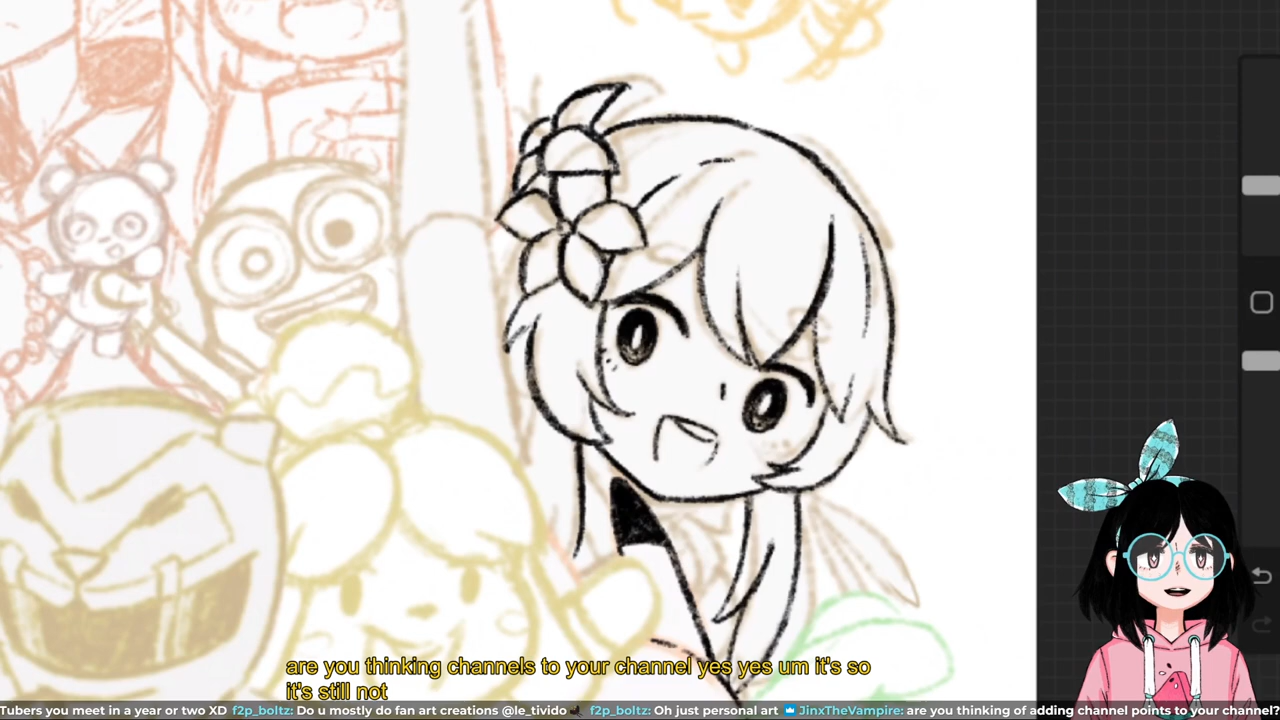 are you thinking channels to your channel yes yes um it's so
it's still not
Tubers you meet in a year or two XD f2p_boltz: Do u mostly do fan art creations @le_tivido f2p_boltz: Oh just personal art JinxTheVampire: are you thinking of adding channel points to your channel?